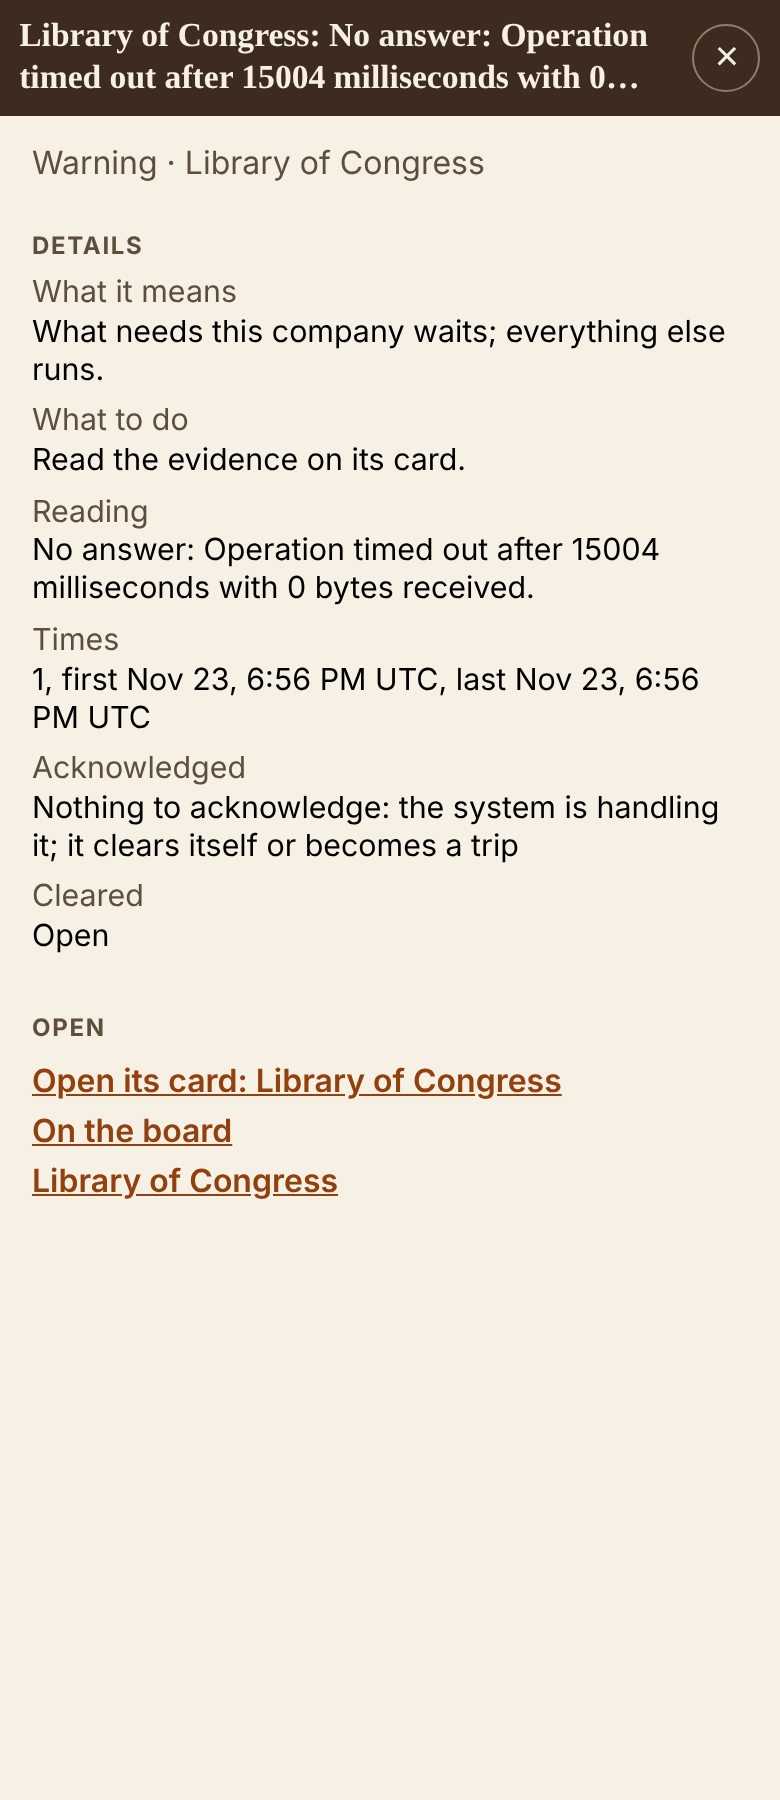 Library of Congress: No answer: Operation
timed out after 15004 milliseconds with 0…
×
Warning · Library of Congress
DETAILS
What it means
What needs this company waits; everything else
runs.
What to do
Read the evidence on its card.
Reading
No answer: Operation timed out after 15004
milliseconds with 0 bytes received.
Times
1, first Nov 23, 6:56 PM UTC, last Nov 23, 6:56
PM UTC
Acknowledged
Nothing to acknowledge: the system is handling
it; it clears itself or becomes a trip
Cleared
Open
OPEN
Open its card: Library of Congress
On the board
Library of Congress